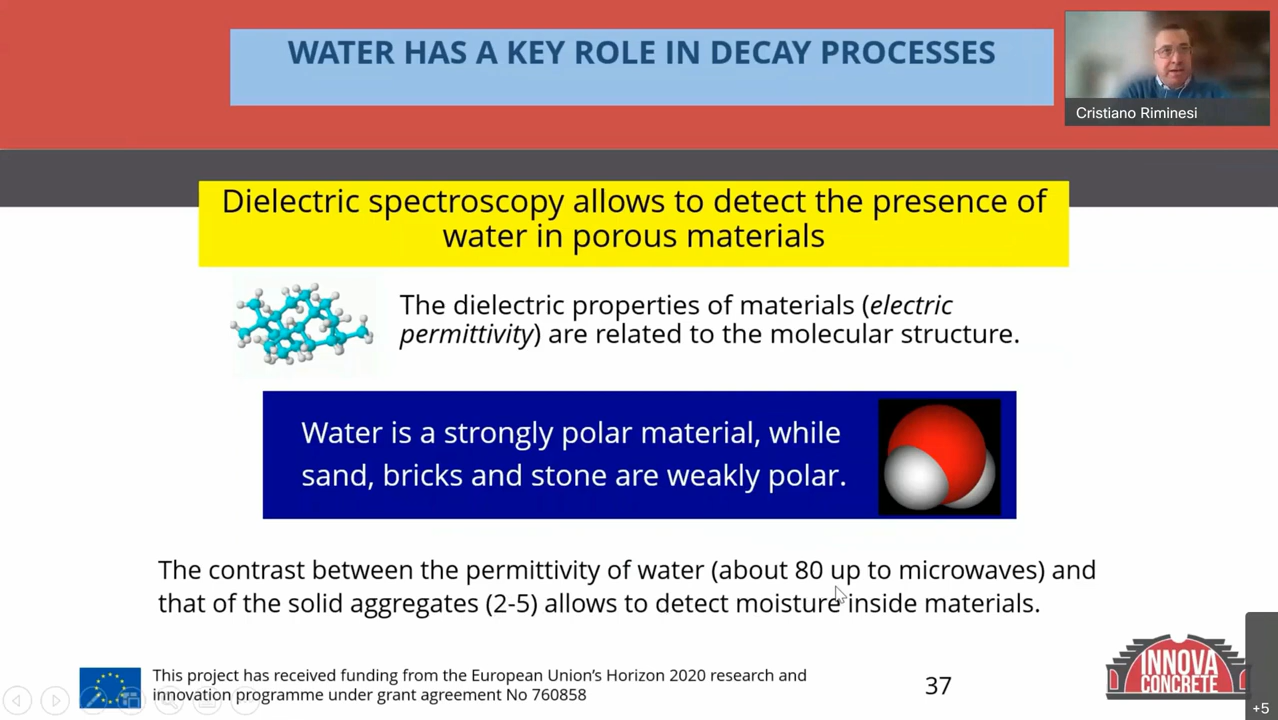 WATER HAS A KEY ROLE IN DECAY PROCESSES
Cristiano Riminesi
Dielectric spectroscopy allows to detect the presence of
water in porous materials
The dielectric properties of materials (electric
permittivity) are related to the molecular structure.
Water is a strongly polar material, while
sand, bricks and stone are weakly polar.
The contrast between the permittivity of water (about 80 up to microwaves) and
that of the solid aggregates (2-5) allows to detect moisture inside materials.
This project has received funding from the European Union's Horizon 2020 research and
innovation programme under grant agreement No 760858
37
INNOVA
CONCRETE
+5